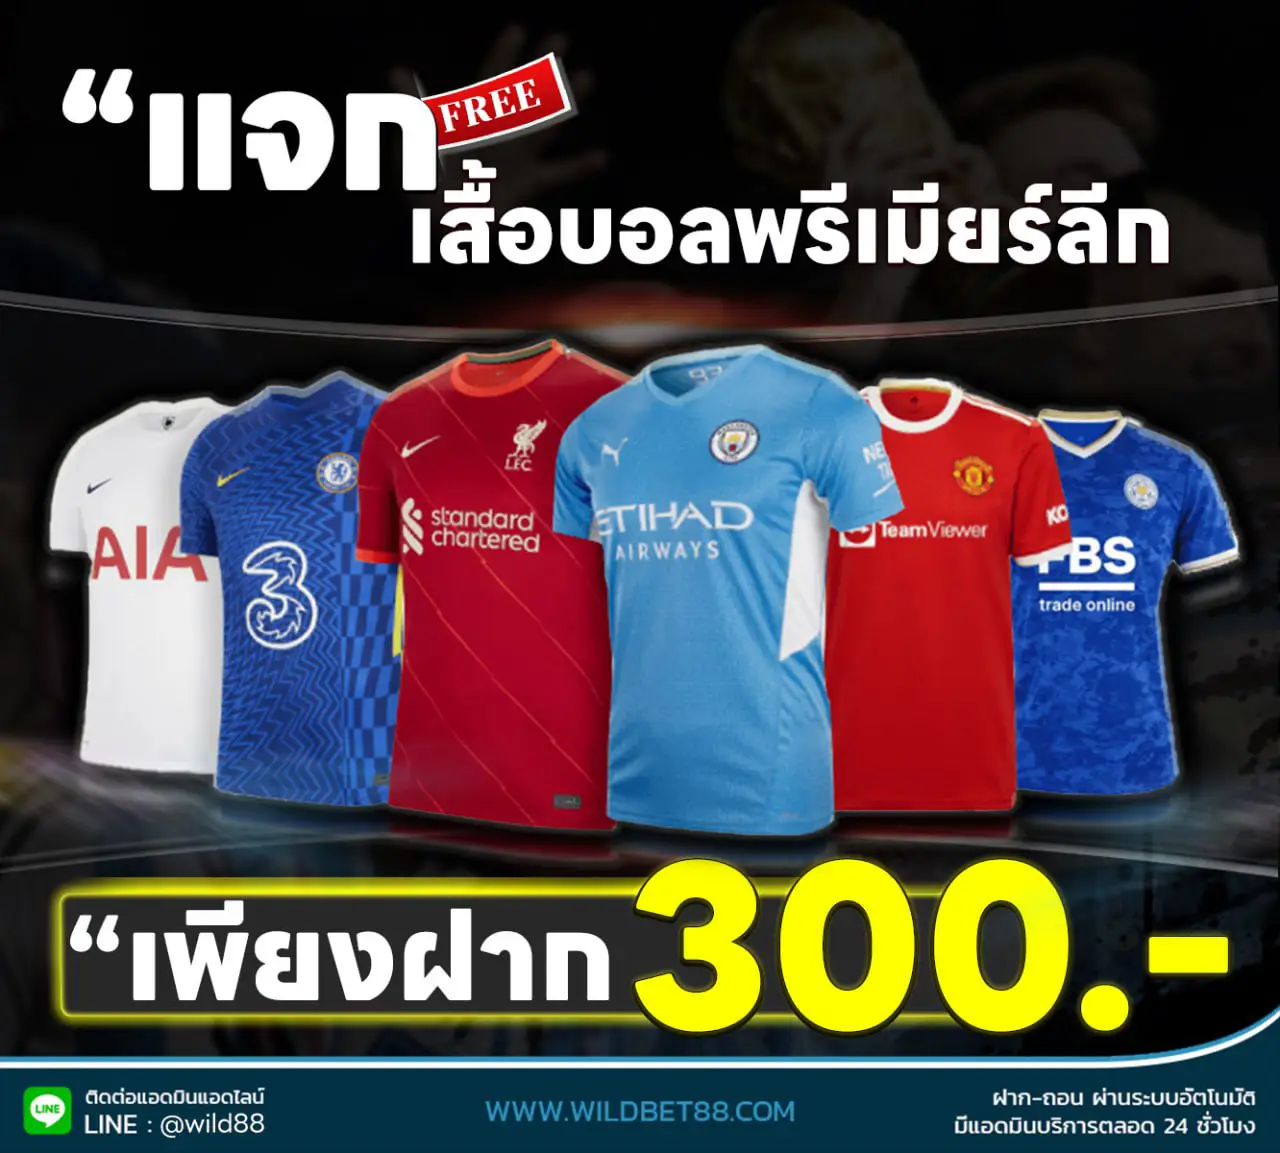 “แจก FREE
เสื้อบอลพรีเมียร์ลีก
93
AIA
3
LFC
standard
chartered
ETIHAD
AIRWAYS
TeamViewer
FBS
trade online
“เพียงฝาก 300.-
LINE
ติดต่อแอดมินแอดไลน์
LINE : @wild88
WWW.WILDBET88.COM
ฝาก-ถอน ผ่านระบบอัตโนมัติ
มีแอดมินบริการตลอด 24 ชั่วโมง